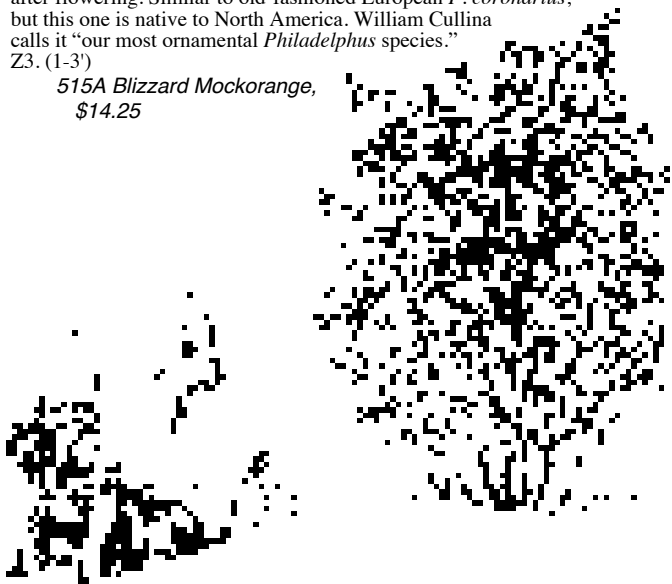 after flowering. Similar to old-fashioned European P. coronarius,
but this one is native to North America. William Cullina
calls it “our most ornamental Philadelphus species.”
Z3. (1-3')
515A Blizzard Mockorange,
$14.25